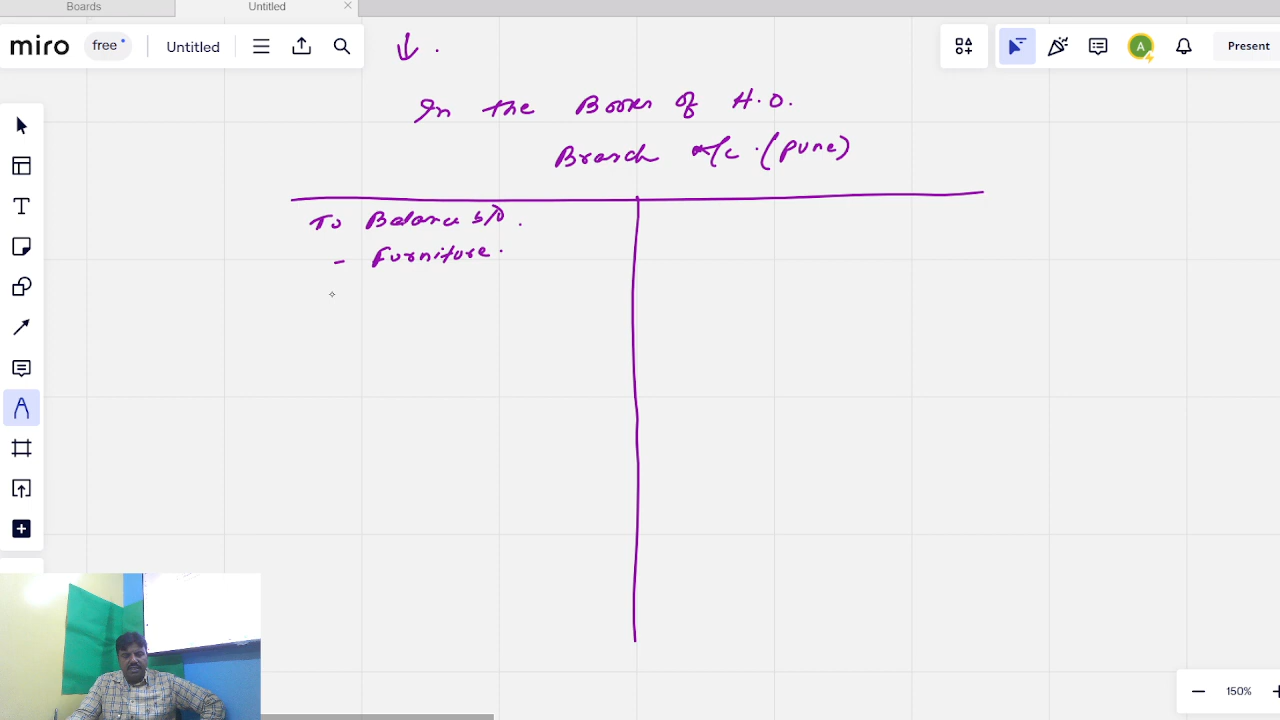 Boards Untitled
miro free Untitled A Present
In the Books of H.O.
Branch A/c. (Pune)
To Balance b/D.
- Furniture.
150%